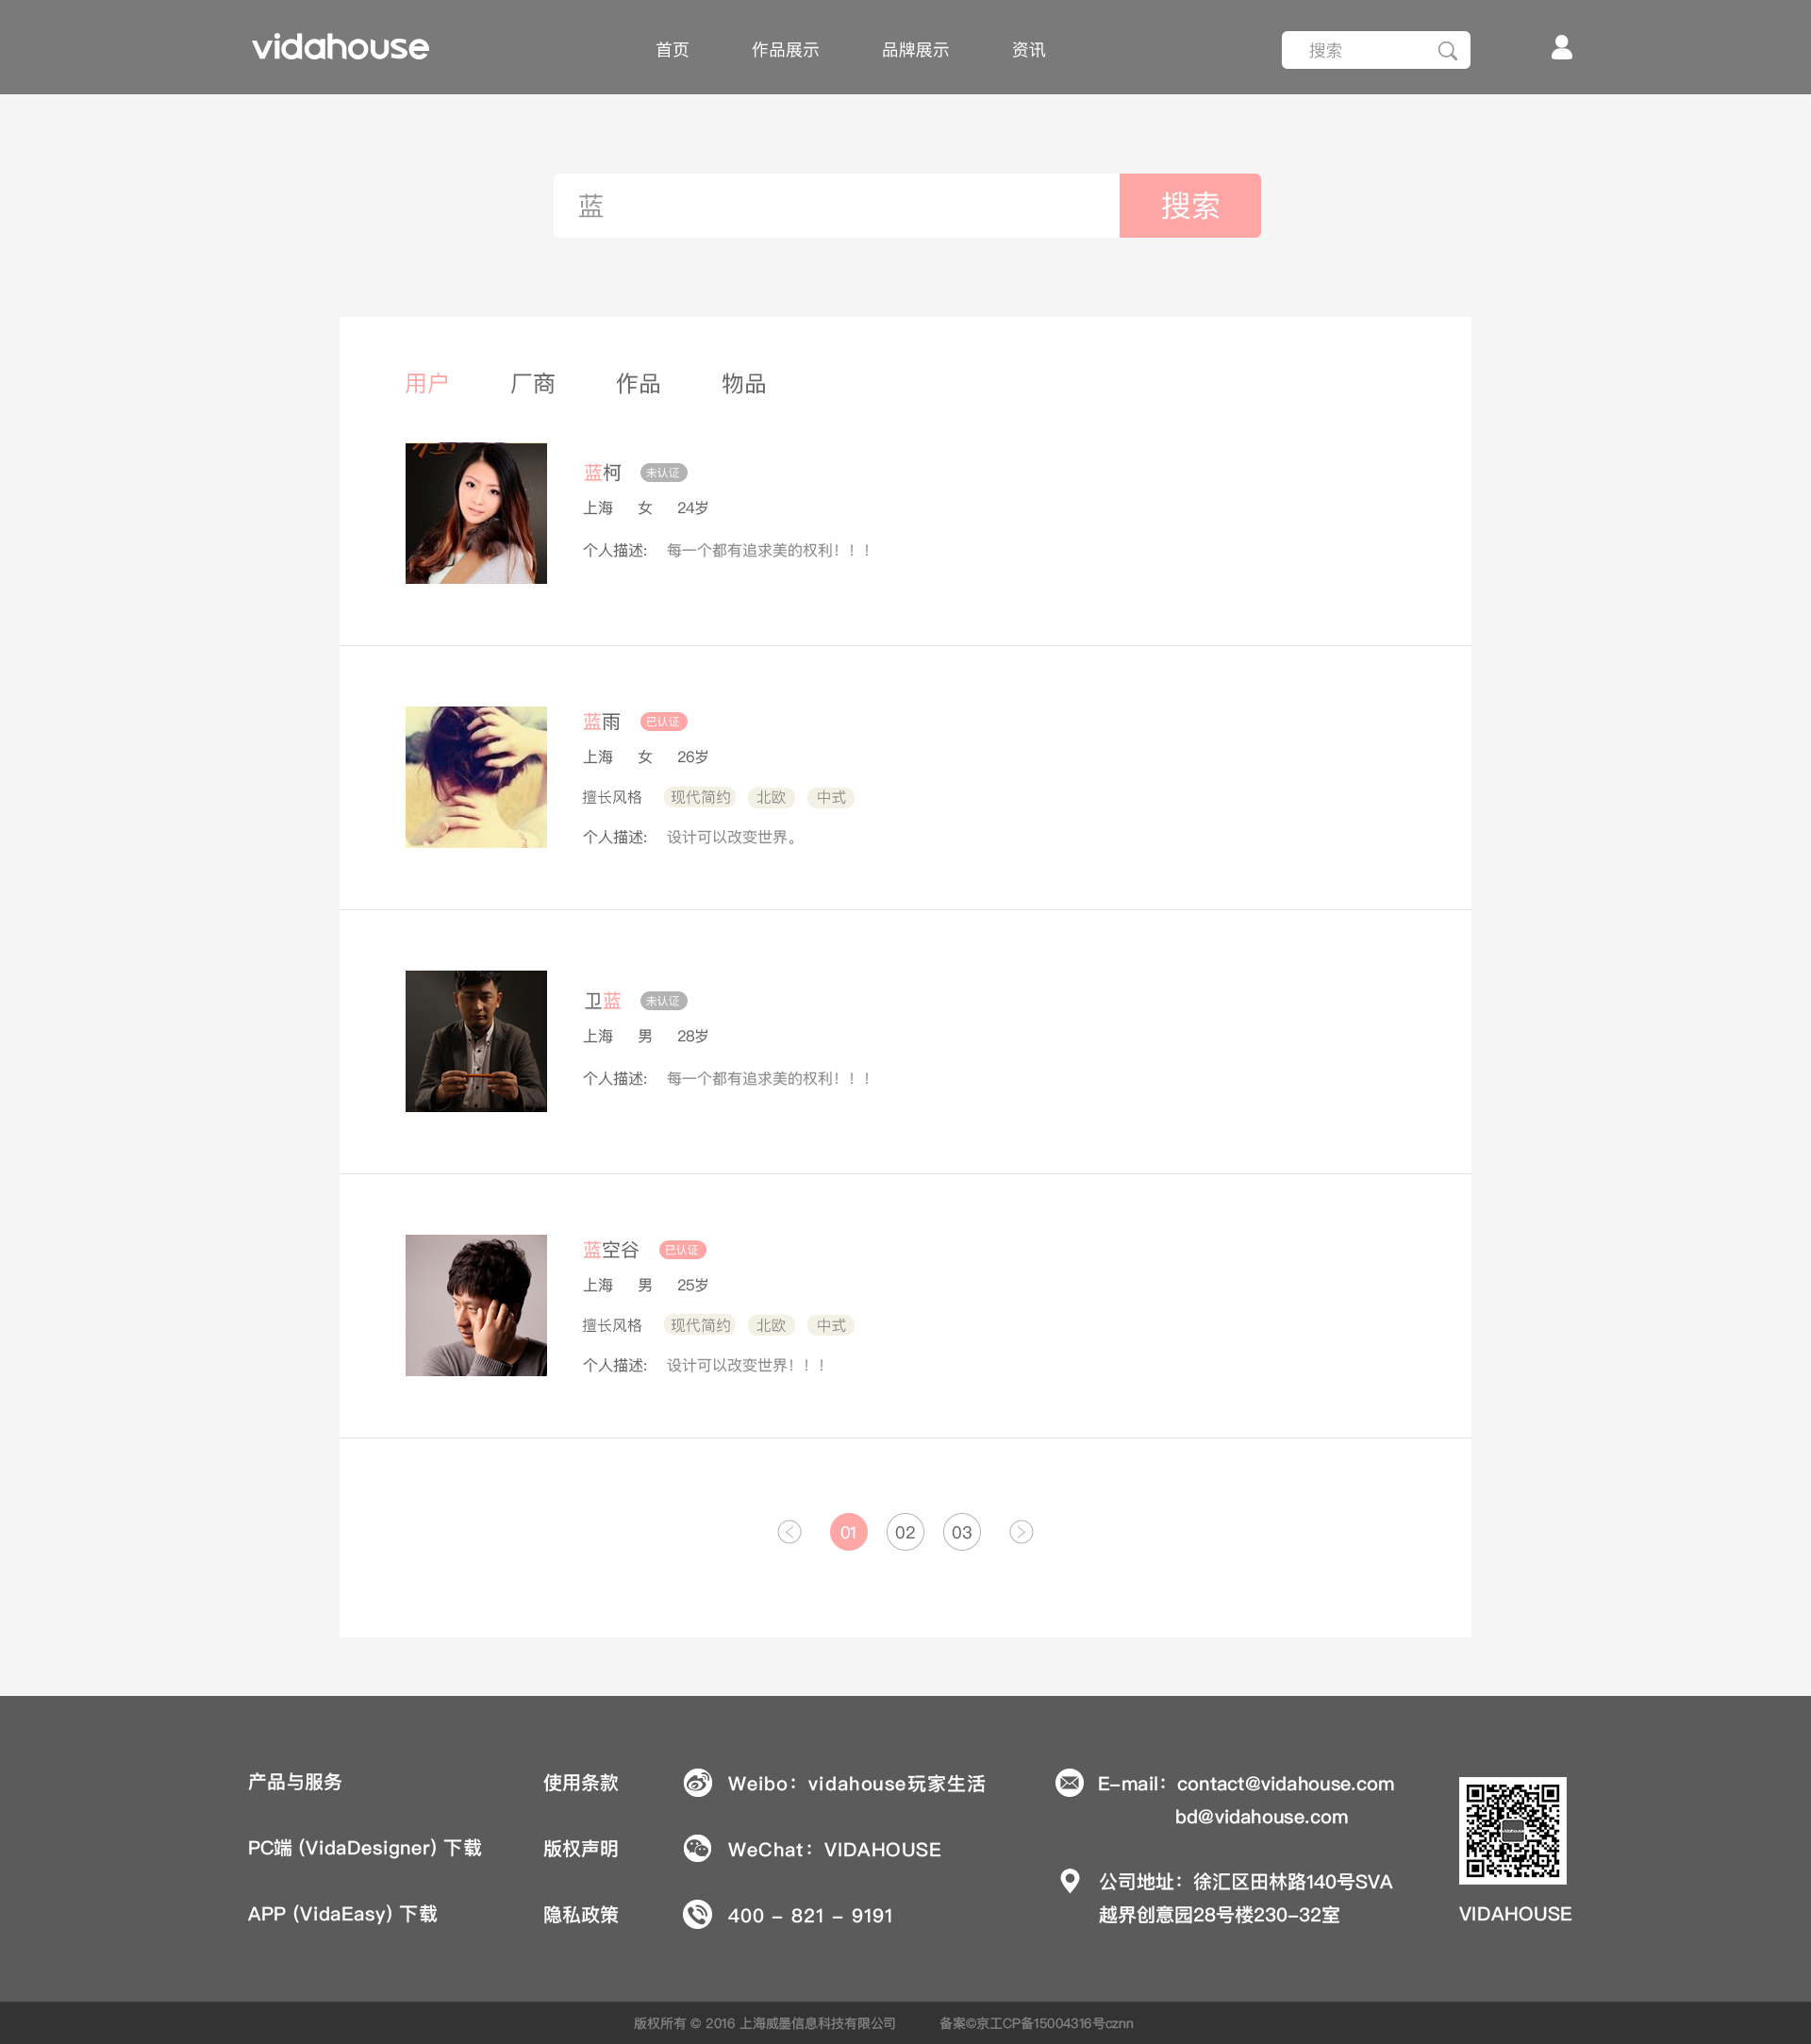 vidahouse 首页 作品展示 品牌展示 资讯 搜索
蓝 搜索
用户 厂商 作品 物品
蓝柯 未认证
上海 女 24岁
个人描述: 每一个都有追求美的权利！！！
蓝雨 已认证
上海 女 26岁
擅长风格 现代简约 北欧 中式
个人描述: 设计可以改变世界。
卫蓝 未认证
上海 男 28岁
个人描述: 每一个都有追求美的权利！！！
蓝空谷 已认证
上海 男 25岁
擅长风格 现代简约 北欧 中式
个人描述: 设计可以改变世界！！！
01 02 03
产品与服务 使用条款 Weibo：vidahouse玩家生活 E-mail：contact@vidahouse.com
bd@vidahouse.com
PC端 (VidaDesigner) 下载 版权声明 WeChat：VIDAHOUSE
公司地址：徐汇区田林路140号SVA
APP (VidaEasy) 下载 隐私政策 400 - 821 - 9191 越界创意园28号楼230-32室 VIDAHOUSE
版权所有 © 2016 上海威墨信息科技有限公司 备案©京工CP备15004316号cznn